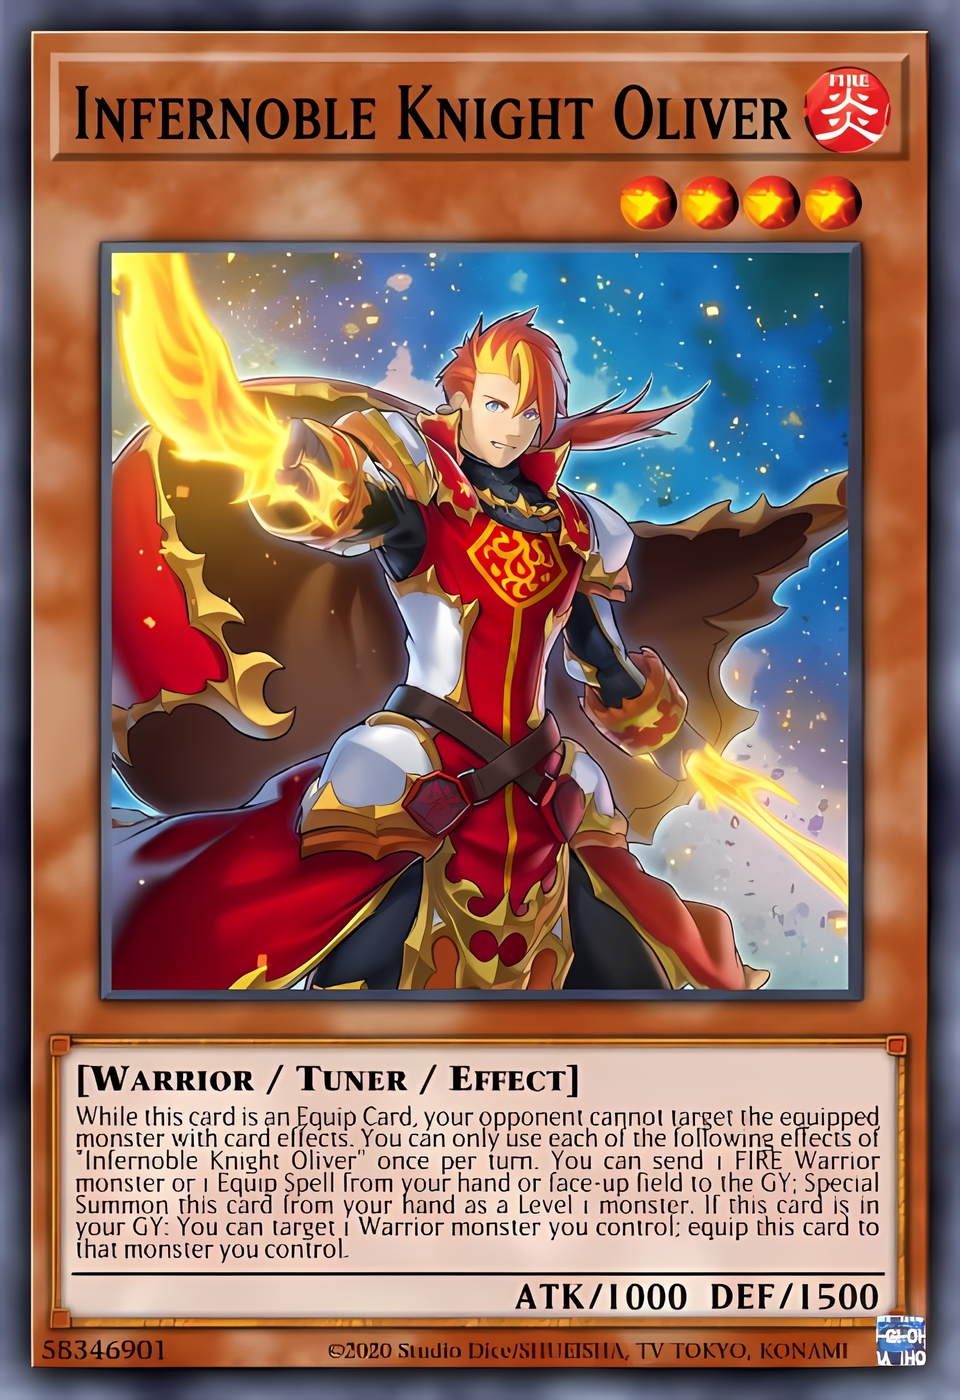 INFERNOBLE KNIGHT OLIVER
炎
[WARRIOR / TUNER / EFFECT]
While this card is an Equip Card, your opponent cannot target the equipped
monster with card effects. You can only use each of the following effects of
"Infernoble Knight Oliver" once per turn. You can send 1 FIRE Warrior
monster or 1 Equip Spell from your hand or face-up field to the GY; Special
Summon this card from your hand as a Level 1 monster. If this card is in
your GY: You can target 1 Warrior monster you control; equip this card to
that monster you control.
ATK/1000 DEF/1500
58346901
©2020 Studio Dice/SHUEISHA, TV TOKYO, KONAMI